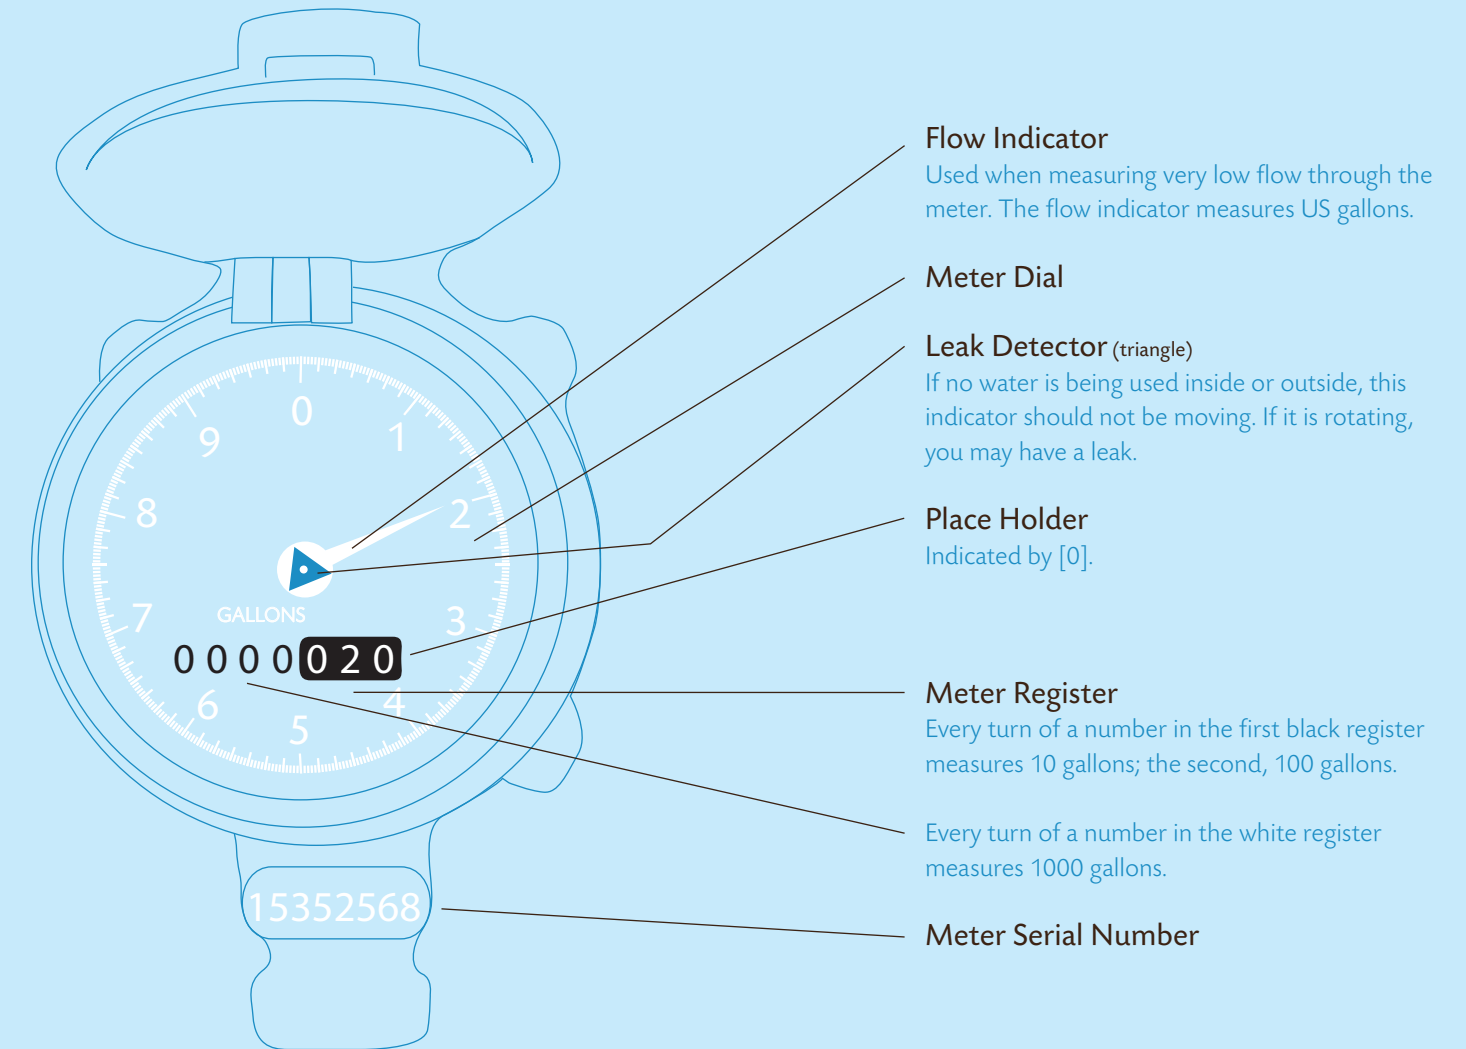 Flow Indicator
Used when measuring very low flow through the
meter. The flow indicator measures US gallons.
Meter Dial
Leak Detector (triangle)
If no water is being used inside or outside, this
indicator should not be moving. If it is rotating,
you may have a leak.
Place Holder
Indicated by [0].
Meter Register
Every turn of a number in the first black register
measures 10 gallons; the second, 100 gallons.
Every turn of a number in the white register
measures 1000 gallons.
Meter Serial Number
0
1
2
3
4
5
6
7
8
9
GALLONS
0 0 0 0 0 2 0
15352568